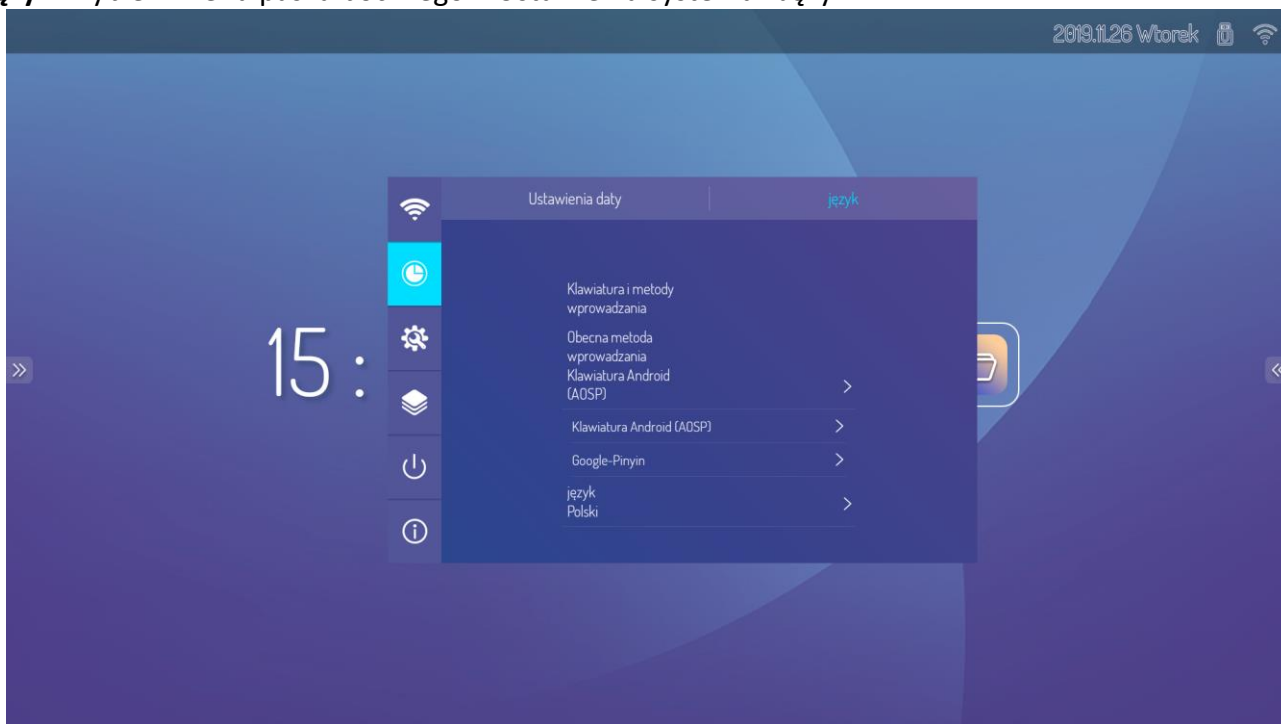 2019.11.26 Wtorek
Ustawienia daty
język
Klawiatura i metody
wprowadzania
Obecna metoda
wprowadzania
Klawiatura Android
(AOSP)
Klawiatura Android (AOSP)
Google-Pinyin
język
Polski
15 :